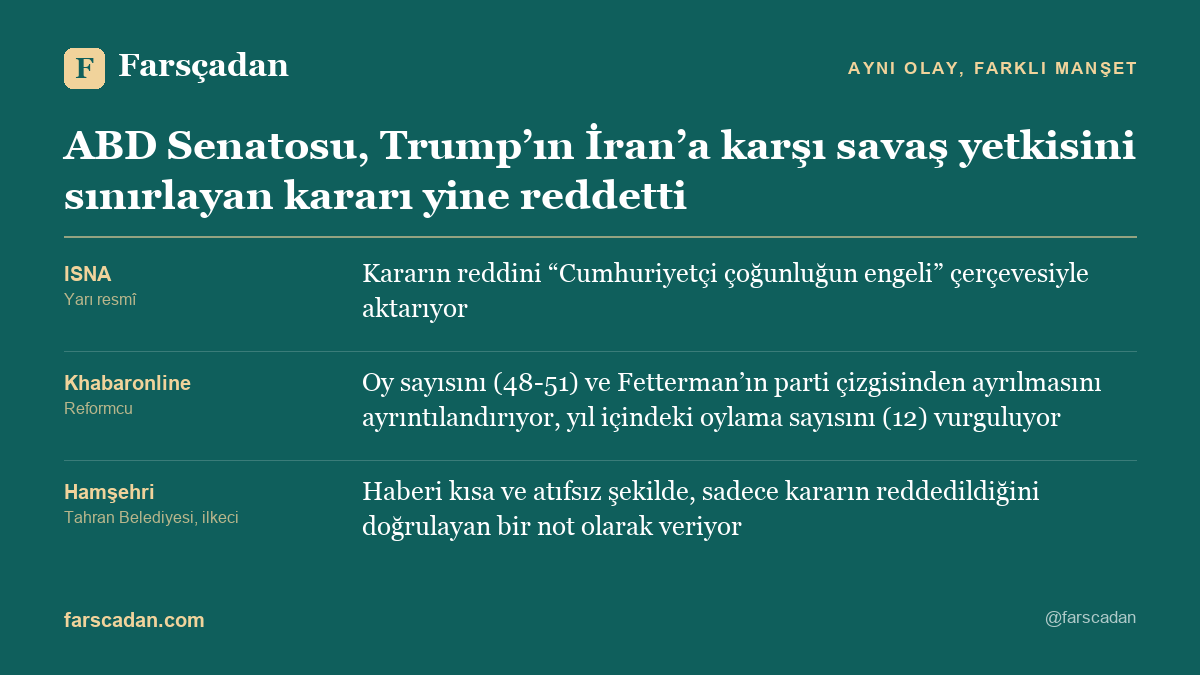 F Farsçadan
AYNI OLAY, FARKLI MANŞET
ABD Senatosu, Trump’ın İran’a karşı savaş yetkisini
sınırlayan kararı yine reddetti
ISNA
Yarı resmî
Kararın reddini “Cumhuriyetçi çoğunluğun engeli” çerçevesiyle
aktarıyor
Khabaronline
Reformcu
Oy sayısını (48-51) ve Fetterman’ın parti çizgisinden ayrılmasını
ayrıntılandırıyor, yıl içindeki oylama sayısını (12) vurguluyor
Hamşehri
Tahran Belediyesi, ilkeci
Haberi kısa ve atıfsız şekilde, sadece kararın reddedildiğini
doğrulayan bir not olarak veriyor
farscadan.com
@farscadan